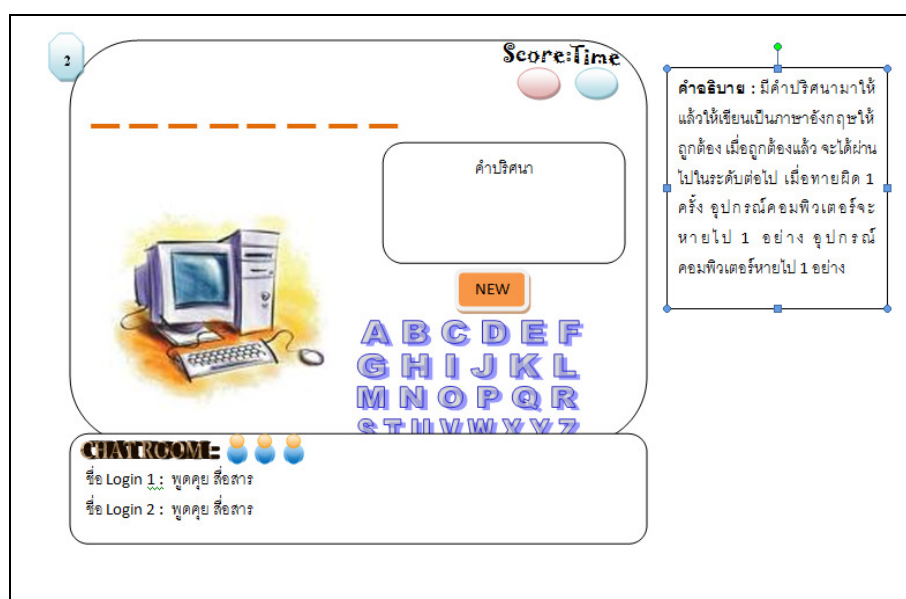 2
Score:Time
คำปริศนา
NEW
A B C D E F
G H I J K L
M N O P Q R
S T U V W X Y Z
CHATROOM :
ชื่อ Login 1 : พูดคุย สื่อสาร
ชื่อ Login 2 : พูดคุย สื่อสาร
คำอธิบาย : มีคำปริศนามาให้
แล้วให้เขียนเป็นภาษาอังกฤษให้
ถูกต้อง เมื่อถูกต้องแล้ว จะได้ผ่าน
ไปในระดับต่อไป เมื่อทายผิด 1
ครั้ง อุปกรณ์คอมพิวเตอร์จะ
หายไป 1 อย่าง อุปกรณ์
คอมพิวเตอร์หายไป 1 อย่าง